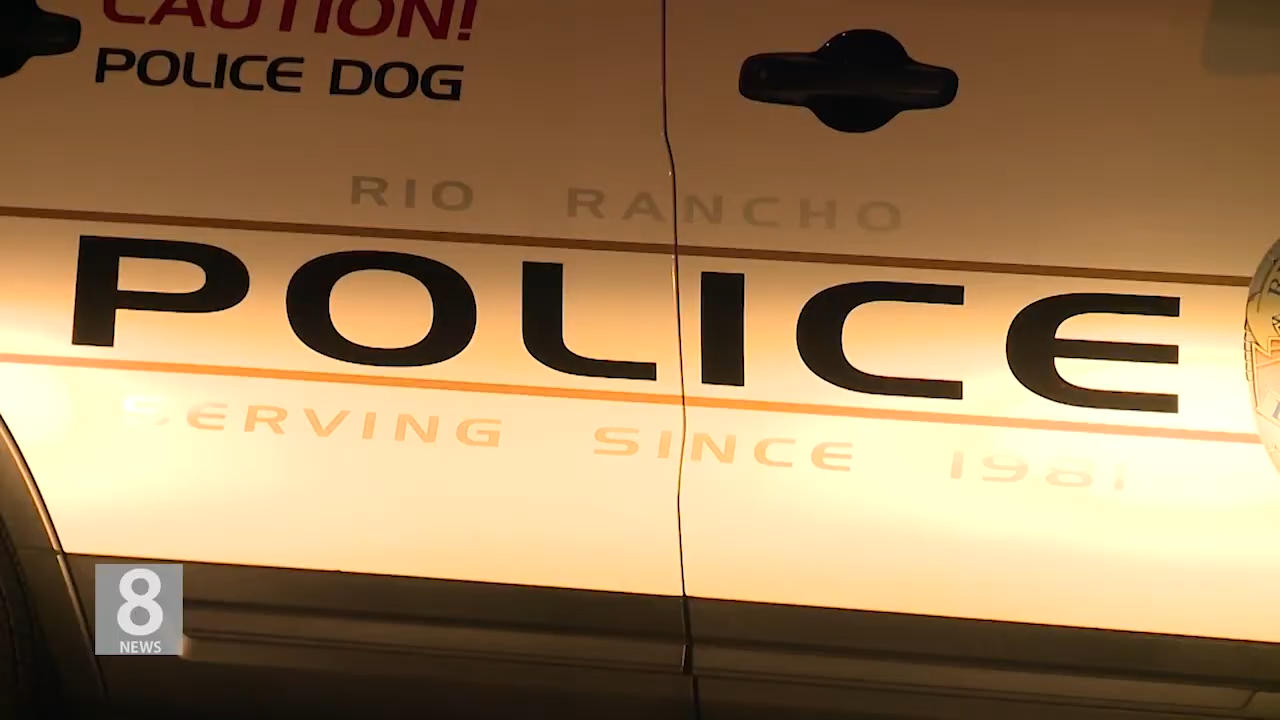 CAUTION!
POLICE DOG
RIO RANCHO
POLICE
SERVING SINCE 1981
8
NEWS